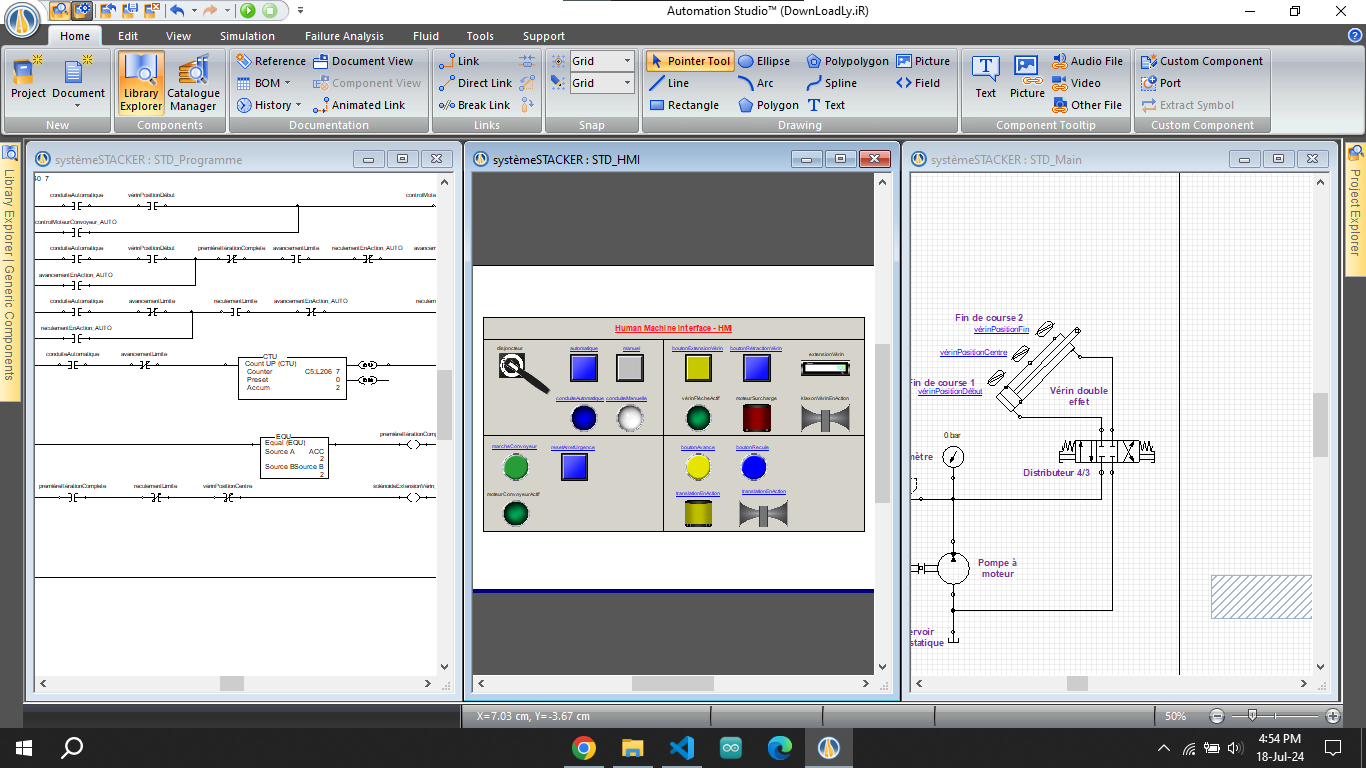 Automation Studio™ (DownLoadLy.iR)
Home Edit View Simulation Failure Analysis Fluid Tools Support
Reference Document View Link Grid Pointer Tool Ellipse Polypolygon Picture Audio File Custom Component
Project Document Library Explorer Catalogue Manager BOM Component View Direct Link Grid Line Arc Spline Field Text Picture Video Port
History Animated Link Break Link Rectangle Polygon Text Other File Extract Symbol
New Components Documentation Links Snap Drawing Component Tooltip Custom Component
Library Explorer | Generic Components
systèmeSTACKER : STD_Programme
conduiteAutomatique vérinPositionDébut
controlMoteurConvoyeur_AUTO
conduiteAutomatique vérinPositionDébut premièreItérationComplete avancementLimite reculementEnAction_AUTO
avancementEnAction_AUTO
conduiteAutomatique avancementLimite reculementLimite avancementEnAction_AUTO
reculementEnAction_AUTO
conduiteAutomatique avancementLimite
CTU
Count UP (CTU)
Counter C5:L206 7
Preset 0
Accum 2
EQU
Equal (EQU)
Source A ACC
2
Source B Source B
2
premièreItérationComplete reculementLimite vérinPositionCentre solénoideExtensionVérin_
systèmeSTACKER : STD_HMI
Human Machine Interface - HMI
disjoncteur automatique manuel boutonExtensionVérin boutonRétractionVérin extensionVérin
conduiteAutomatique conduiteManuelle vérinFlècheActif moteurSurcharge klaxonVérinEnAction
marcheConvoyeur resetArretUrgence boutonAvance boutonRecule
moteurConvoyeurActif translationEnAction translationEnAction
systèmeSTACKER : STD_Main
Fin de course 2
vérinPositionFin
vérinPositionCentre
Fin de course 1
vérinPositionDébut
Vérin double
effet
0 bar
Distributeur 4/3
Pompe à
moteur
Project Explorer
X=7.03 cm, Y=-3.67 cm
50%
4:54 PM
18-Jul-24